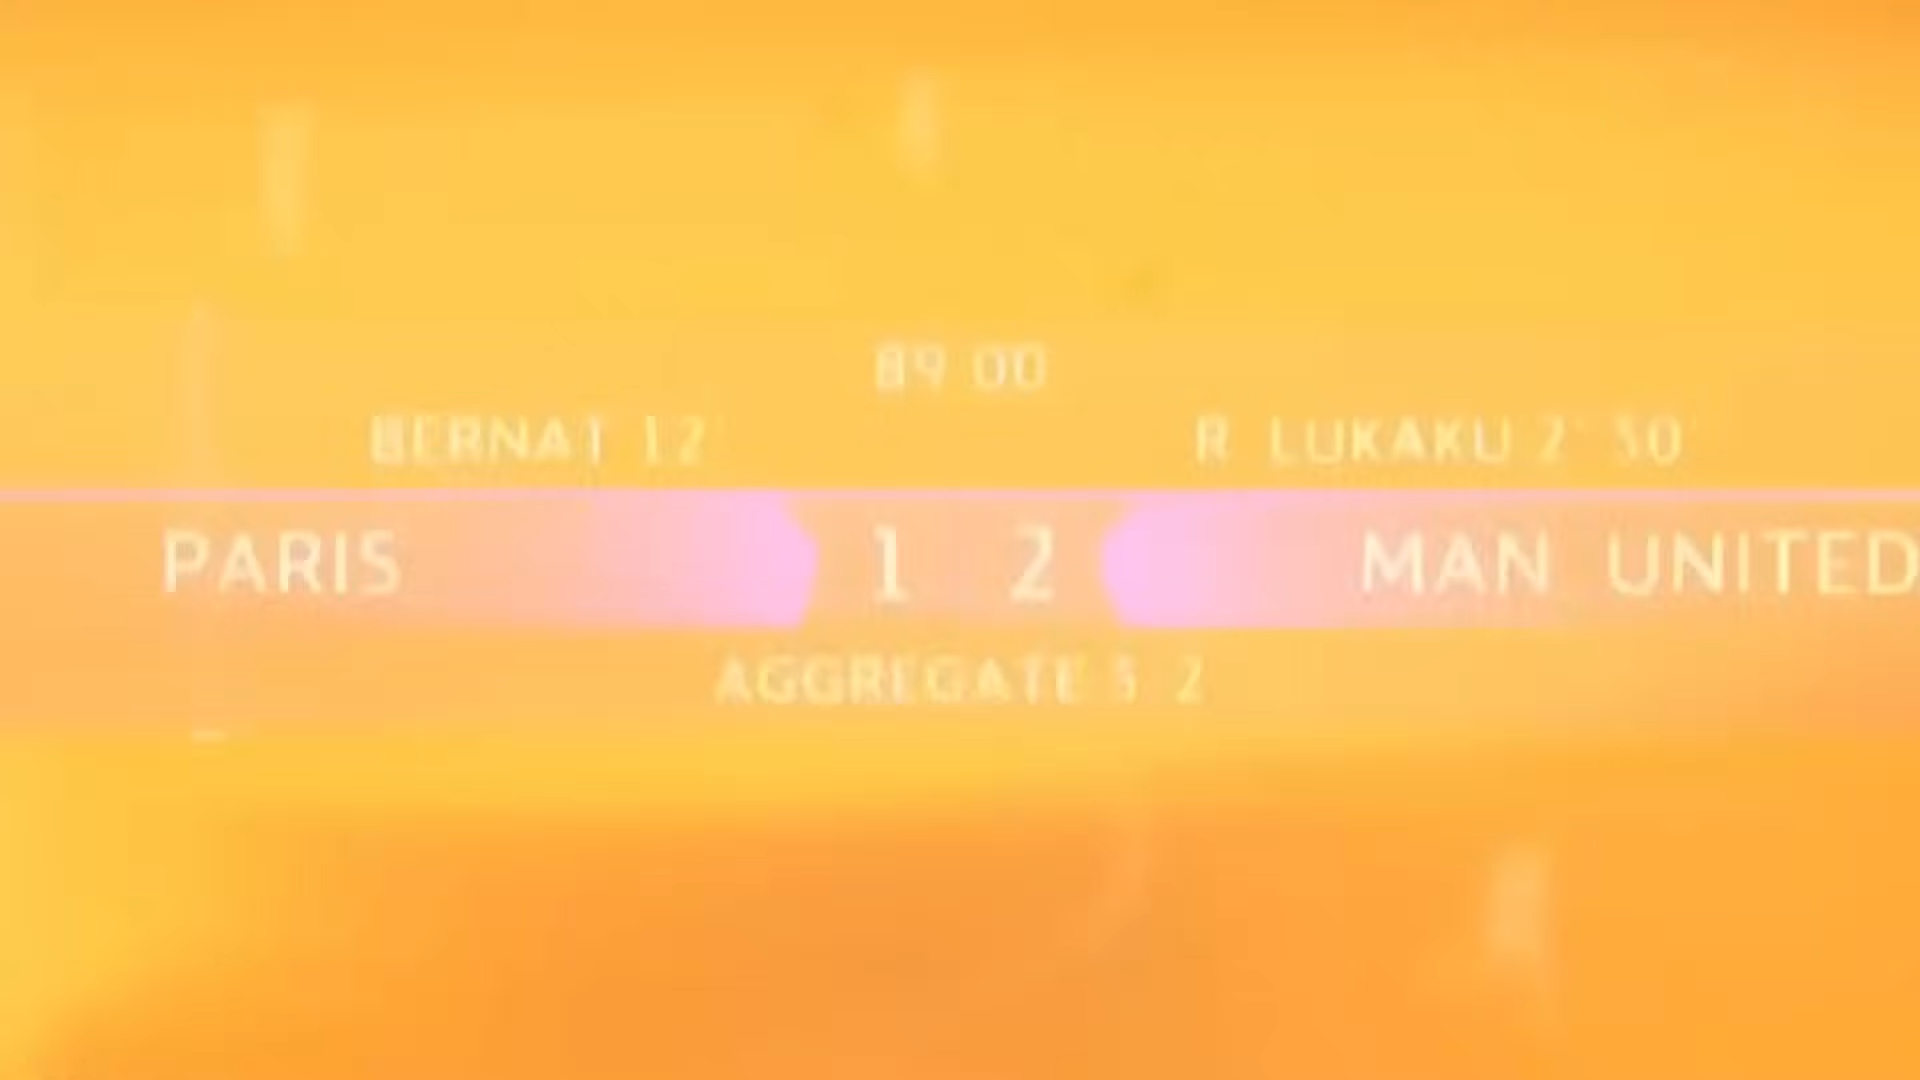 89 00
BERNAT 12' R LUKAKU 2' 30'
PARIS 1 2 MAN UNITED
AGGREGATE 3 2